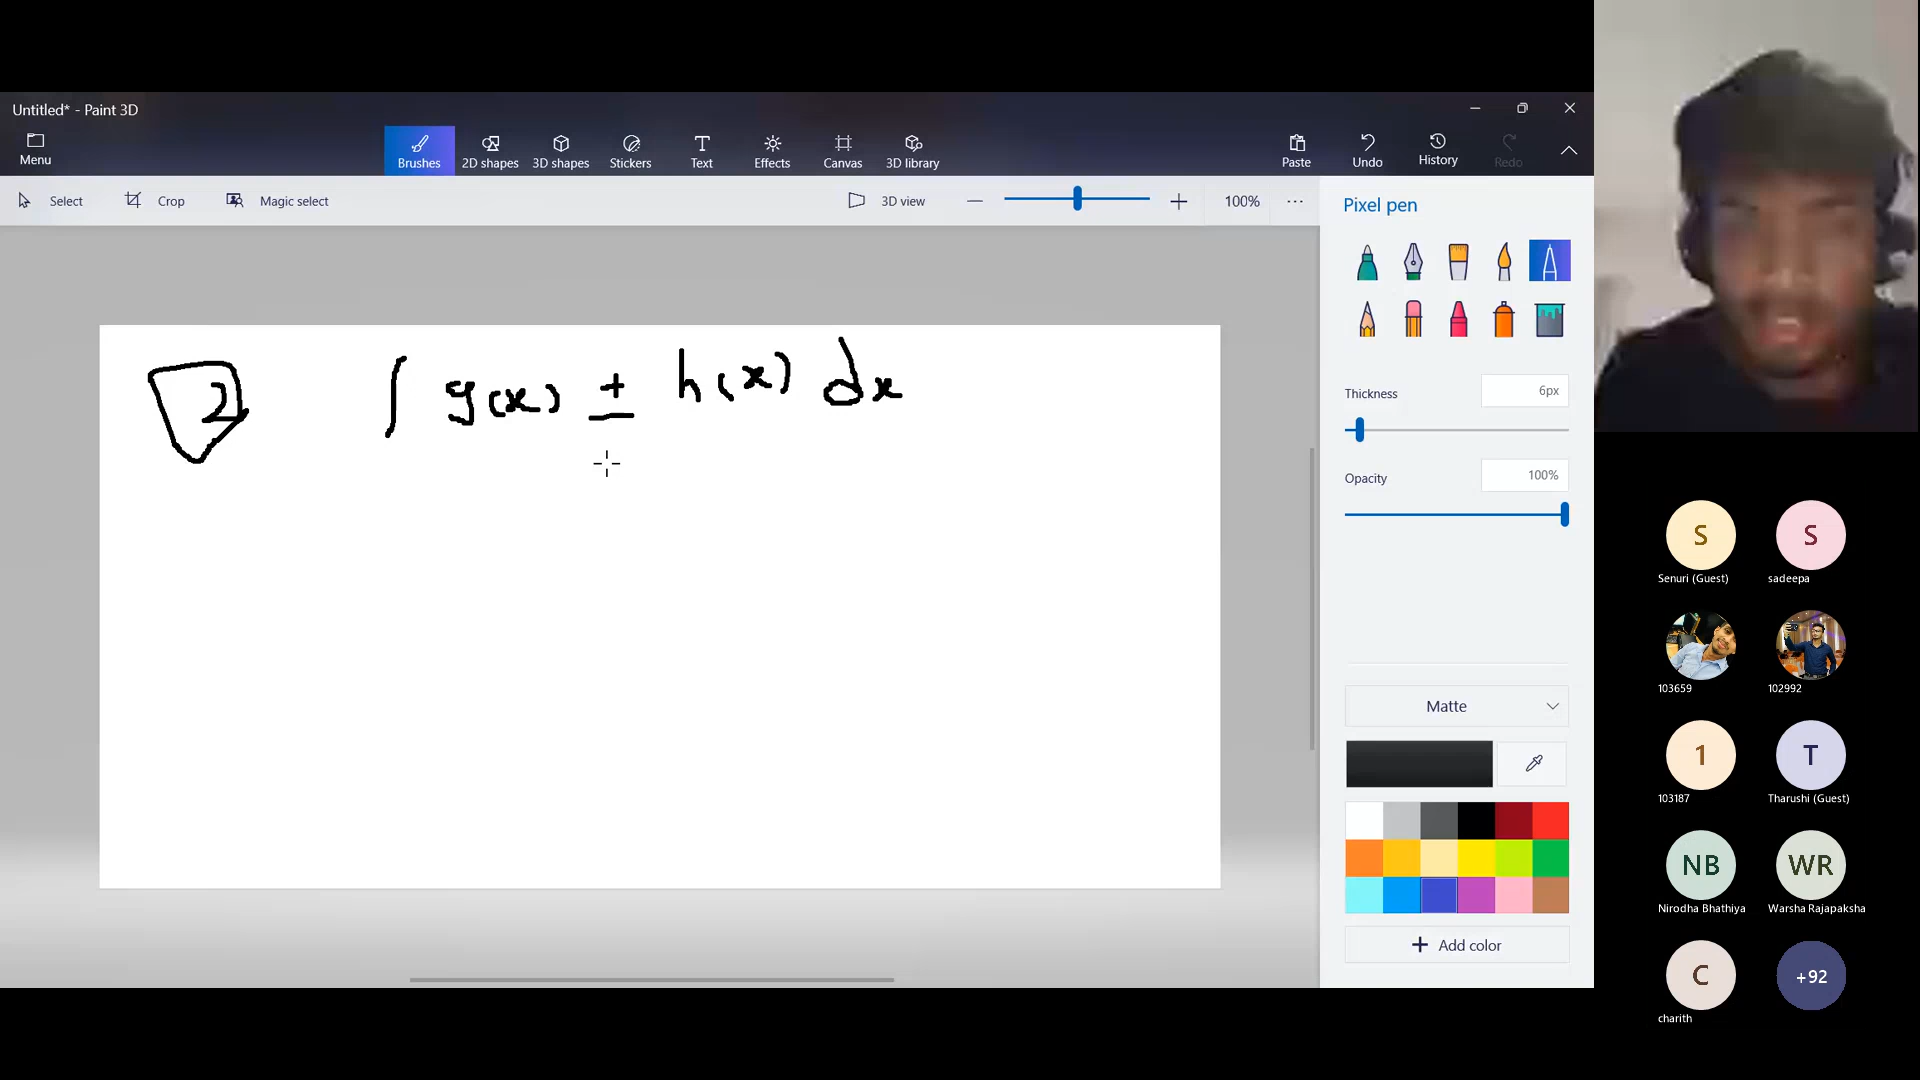 Untitled* - Paint 3D
Menu
Brushes 2D shapes 3D shapes Stickers Text Effects Canvas 3D library Paste Undo History Redo
Select Crop Magic select 3D view 100% ...
Pixel pen
Thickness 6px
Opacity 100%
Matte
+ Add color
2 ∫ g(x) ± h(x) dx
S S
Senuri (Guest) sadeepa
103659 102992
1 T
103187 Tharushi (Guest)
NB WR
Nirodha Bhathiya Warsha Rajapaksha
C +92
charith